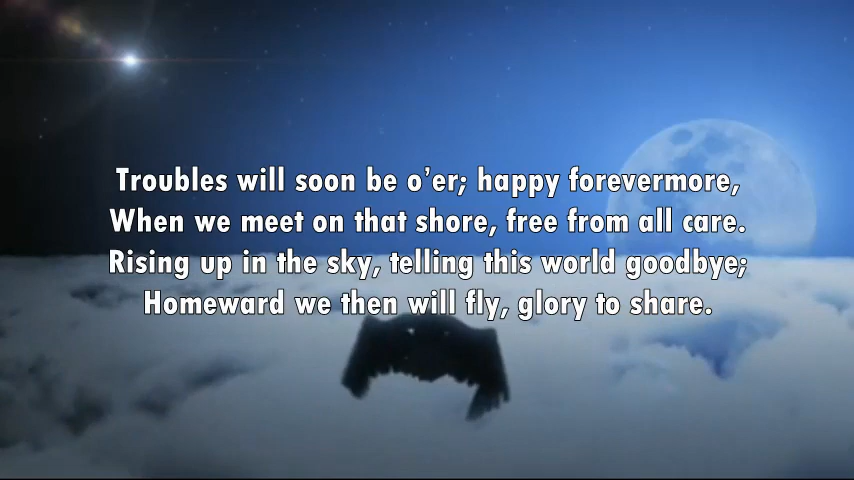 Troubles will soon be o’er; happy forevermore,
When we meet on that shore, free from all care.
Rising up in the sky, telling this world goodbye;
Homeward we then will fly, glory to share.